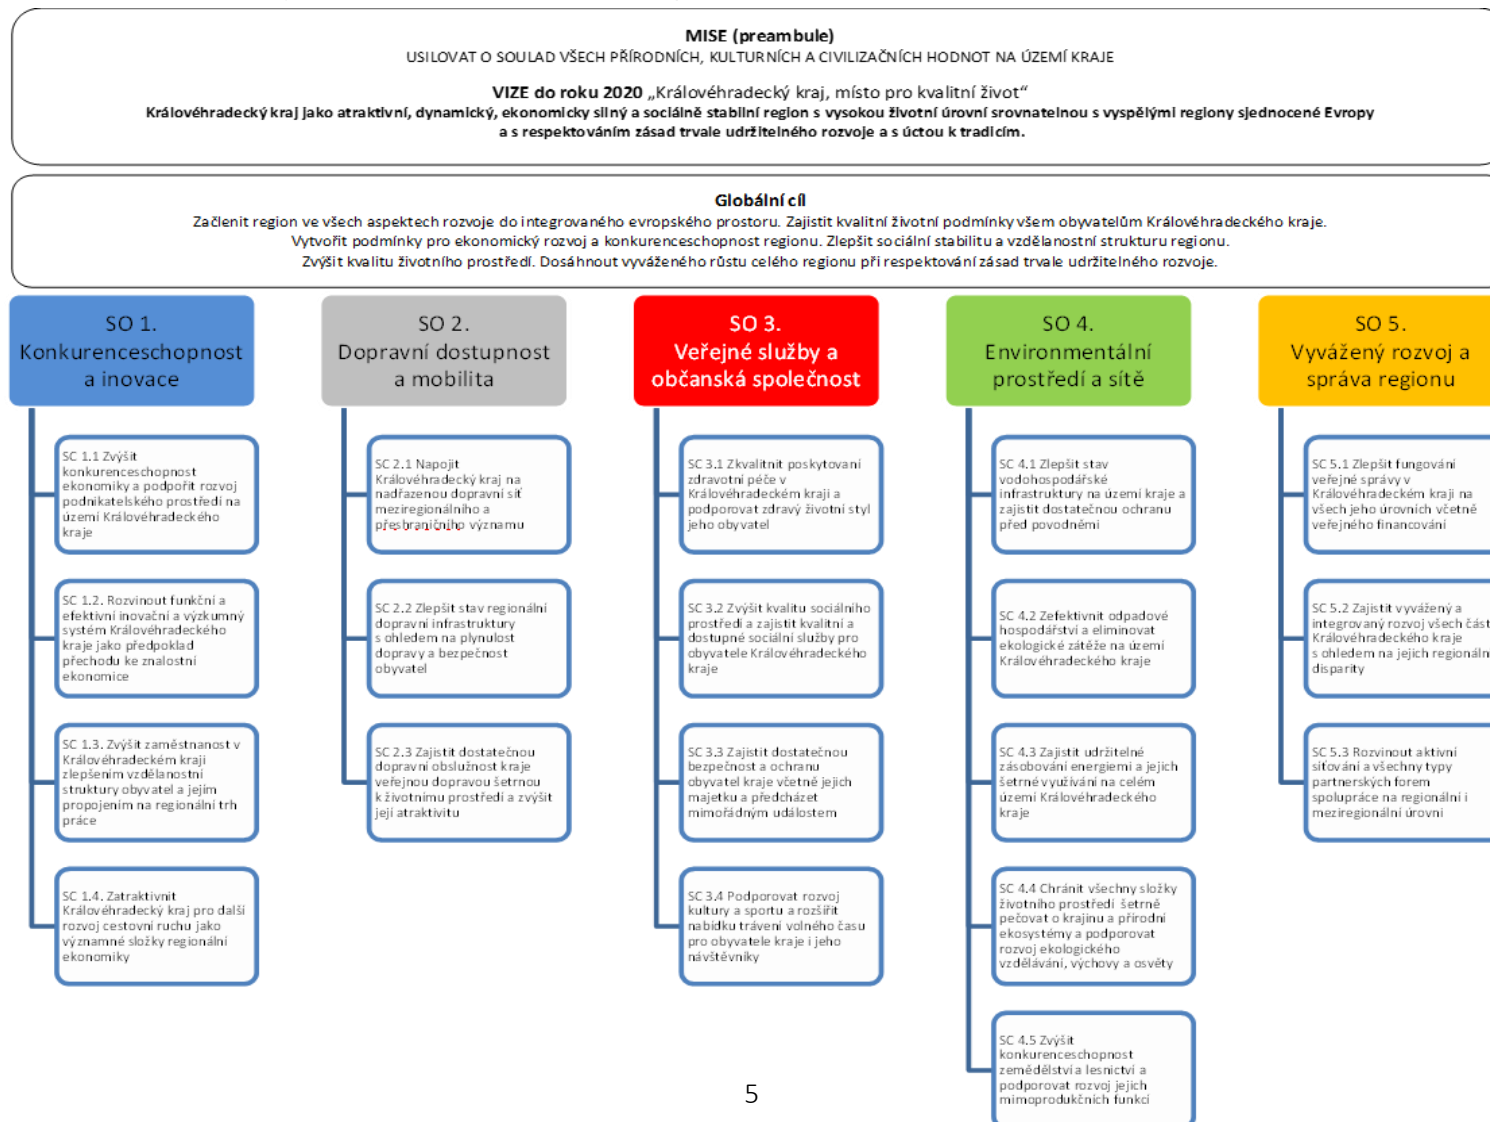 MISE (preambule)
USILOVAT O SOULAD VŠECH PŘÍRODNÍCH, KULTURNÍCH A CIVILIZAČNÍCH HODNOT NA ÚZEMÍ KRAJE
VIZE do roku 2020 „Královéhradecký kraj, místo pro kvalitní život“
Královéhradecký kraj jako atraktivní, dynamický, ekonomicky silný a sociálně stabilní region s vysokou životní úrovní srovnatelnou s vyspělými regiony sjednocené Evropy
a s respektováním zásad trvale udržitelného rozvoje a s úctou k tradicím.
Globální cíl
Začlenit region ve všech aspektech rozvoje do integrovaného evropského prostoru. Zajistit kvalitní životní podmínky všem obyvatelům Královéhradeckého kraje.
Vytvořit podmínky pro ekonomický rozvoj a konkurenceschopnost regionu. Zlepšit sociální stabilitu a vzdělanostní strukturu regionu.
Zvýšit kvalitu životního prostředí. Dosáhnout vyváženého růstu celého regionu při respektování zásad trvale udržitelného rozvoje.
SO 1.
Konkurenceschopnost
a inovace
SC 1.1 Zvýšit
konkurenceschopnost
ekonomiky a podpořit rozvoj
podnikatelského prostředí na
území Královéhradeckého
kraje
SC 1.2. Rozvinout funkční a
efektivní inovační a výzkumný
systém Královéhradeckého
kraje jako předpoklad
přechodu ke znalostní
ekonomice
SC 1.3. Zvýšit zaměstnanost v
Královéhradeckém kraji
zlepšením vzdělanostní
struktury obyvatel a jejím
propojením na regionální trh
práce
SC 1.4. Zatraktivnit
Královéhradecký kraj pro další
rozvoj cestovní ruchu jako
významné složky regionální
ekonomiky
SO 2.
Dopravní dostupnost
a mobilita
SC 2.1 Napojit
Královéhradecký kraj na
nadřazenou dopravní síť
meziregionálního a
přeshraničního významu
SC 2.2 Zlepšit stav regionální
dopravní infrastruktury
s ohledem na plynulost
dopravy a bezpečnost
obyvatel
SC 2.3 Zajistit dostatečnou
dopravní obslužnost kraje
veřejnou dopravou šetrnou
k životnímu prostředí a zvýšit
její atraktivitu
SO 3.
Veřejné služby a
občanská společnost
SC 3.1 Zkvalitnit poskytovaní
zdravotní péče v
Královéhradeckém kraji a
podporovat zdravý životní styl
jeho obyvatel
SC 3.2 Zvýšit kvalitu sociálního
prostředí a zajistit kvalitní a
dostupné sociální služby pro
obyvatele Královéhradeckého
kraje
SC 3.3 Zajistit dostatečnou
bezpečnost a ochranu
obyvatel kraje včetně jejich
majetku a předcházet
mimořádným událostem
SC 3.4 Podporovat rozvoj
kultury a sportu a rozšířit
nabídku trávení volného času
pro obyvatele kraje i jeho
návštěvníky
SO 4.
Environmentální
prostředí a sítě
SC 4.1 Zlepšit stav
vodohospodářské
infrastruktury na území kraje a
zajistit dostatečnou ochranu
před povodněmi
SC 4.2 Zefektivnit odpadové
hospodářství a eliminovat
ekologické zátěže na území
Královéhradeckého kraje
SC 4.3 Zajistit udržitelné
zásobování energiemi a jejich
šetrné využívání na celém
území Královéhradeckého
kraje
SC 4.4 Chránit všechny složky
životního prostředí šetrně
pečovat o krajinu a přírodní
ekosystémy a podporovat
rozvoj ekologického
vzdělávání, výchovy a osvěty
SC 4.5 Zvýšit
konkurenceschopnost
zemědělství a lesnictví a
podporovat rozvoj jejich
mimoprodukčních funkcí
SO 5.
Vyvážený rozvoj a
správa regionu
SC 5.1 Zlepšit fungování
veřejné správy v
Královéhradeckém kraji na
všech jeho úrovních včetně
veřejného financování
SC 5.2 Zajistit vyvážený a
integrovaný rozvoj všech část
Královéhradeckého kraje
s ohledem na jejich regionáln
disparity
SC 5.3 Rozvinout aktivní
síťování a všechny typy
partnerských forem
spolupráce na regionální i
meziregionální úrovni
5